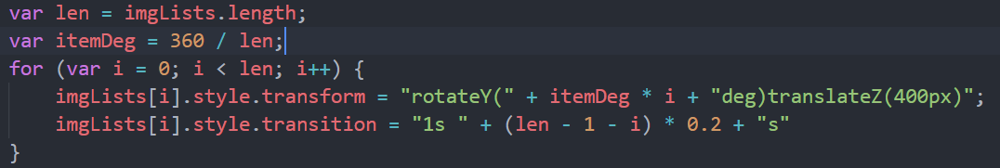 var len = imgLists.length;
var itemDeg = 360 / len;
for (var i = 0; i < len; i++) {
    imgLists[i].style.transform = "rotateY(" + itemDeg * i + "deg)translateZ(400px)";
    imgLists[i].style.transition = "1s " + (len - 1 - i) * 0.2 + "s"
}